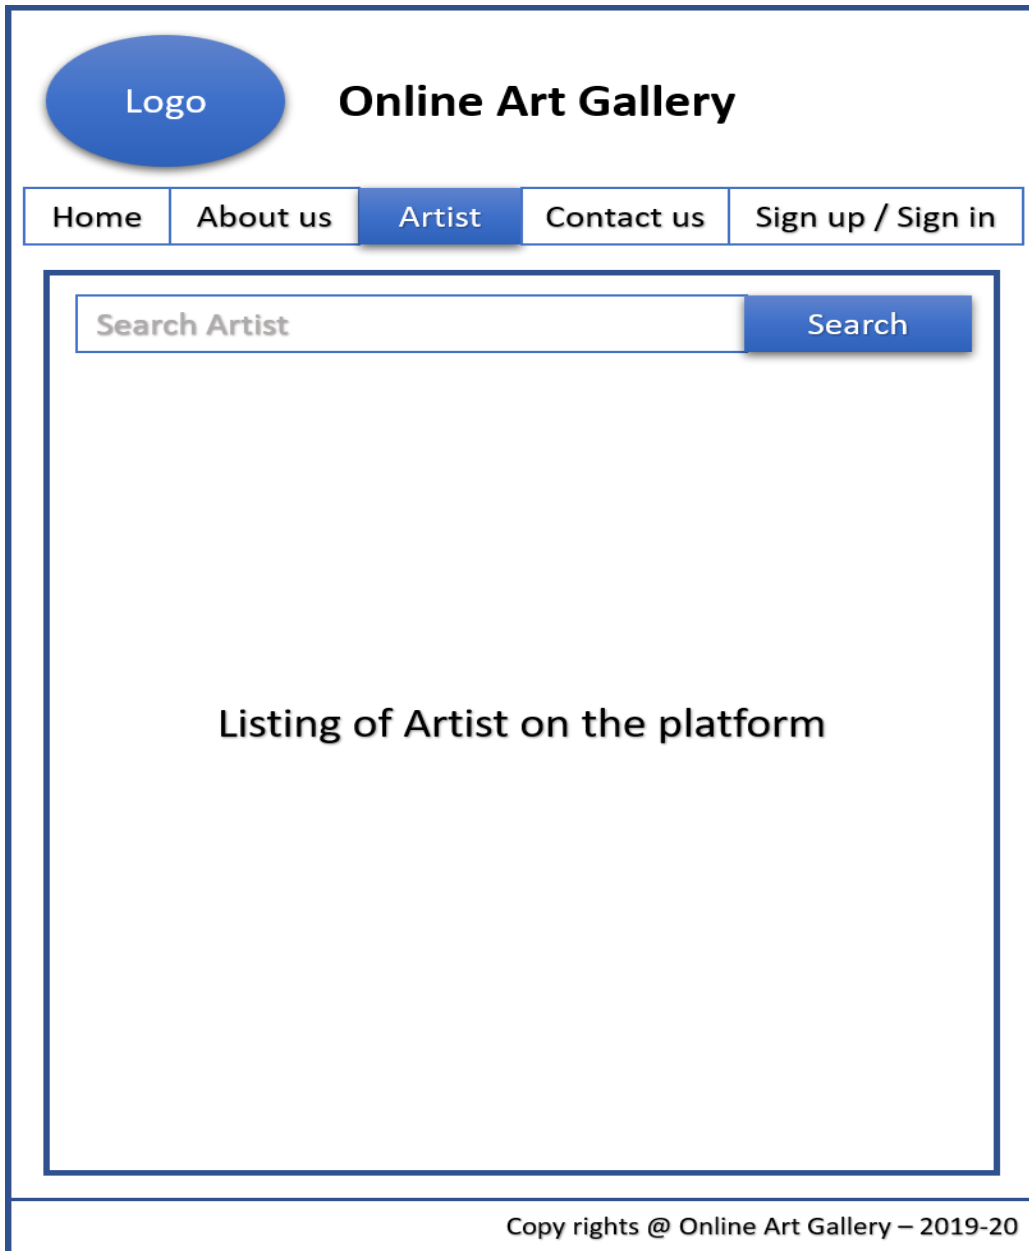 Logo
Online Art Gallery
Home About us Artist Contact us Sign up / Sign in
Search Artist Search
Listing of Artist on the platform
Copy rights @ Online Art Gallery – 2019-20